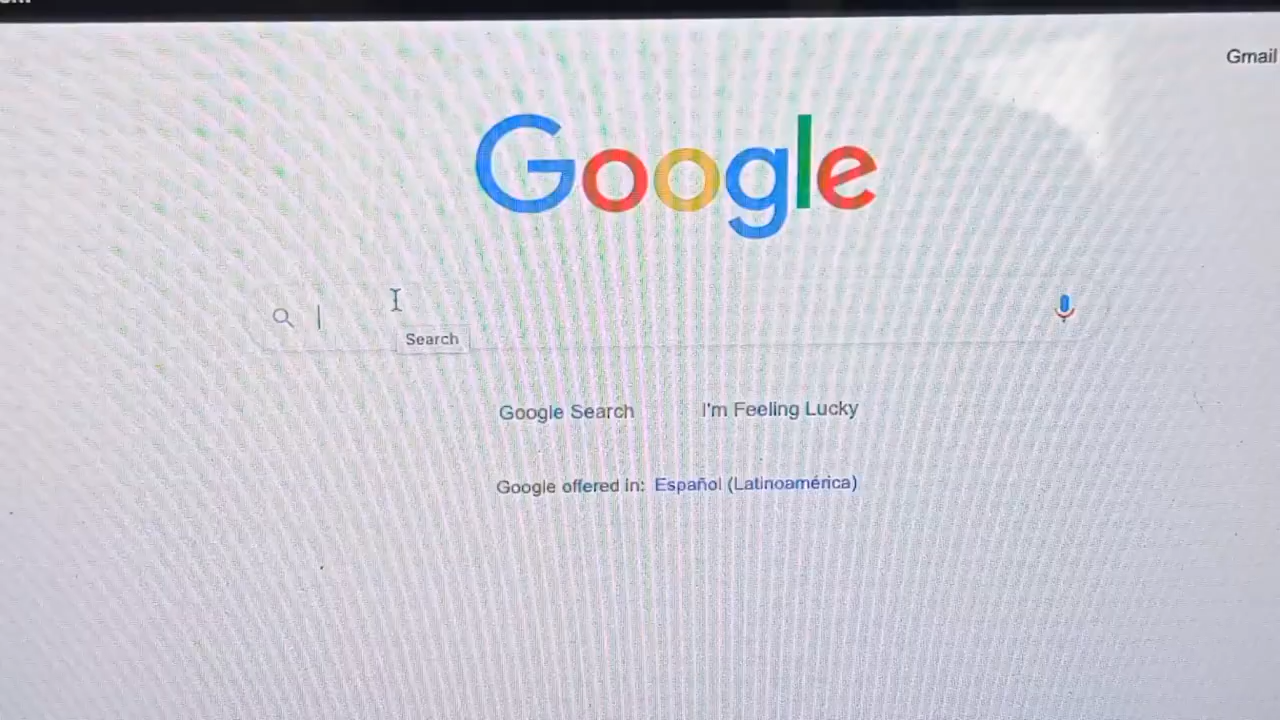 Gmail
Google
Search
Google Search I'm Feeling Lucky
Google offered in: Español (Latinoamérica)